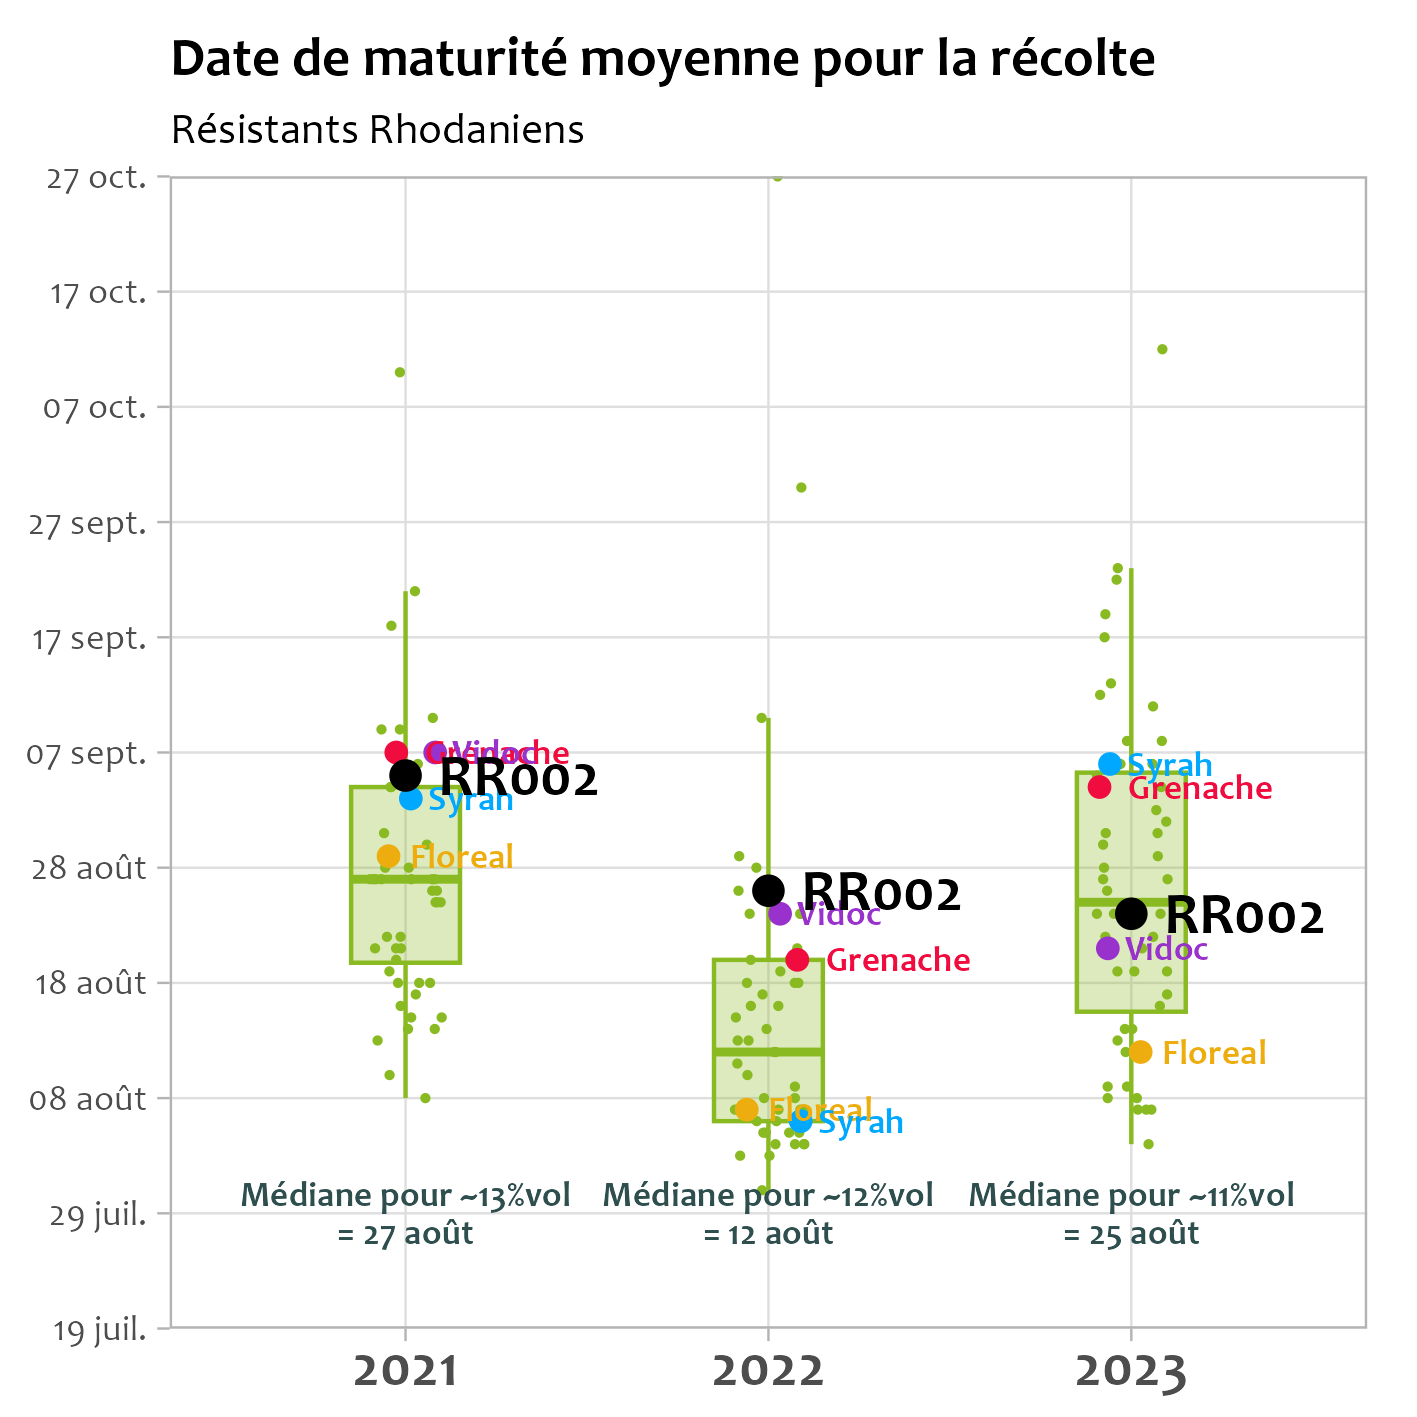 Date de maturité moyenne pour la récolte
Résistants Rhodaniens
27 oct.
17 oct.
07 oct.
27 sept.
17 sept.
07 sept.
28 août
18 août
08 août
29 juil.
19 juil.
Grenache
Vidoc
RR002
Syrah
Floreal
RR002
Vidoc
Grenache
Floreal
Syrah
Syrah
Grenache
RR002
Vidoc
Floreal
Médiane pour ~13%vol
= 27 août
Médiane pour ~12%vol
= 12 août
Médiane pour ~11%vol
= 25 août
2021
2022
2023